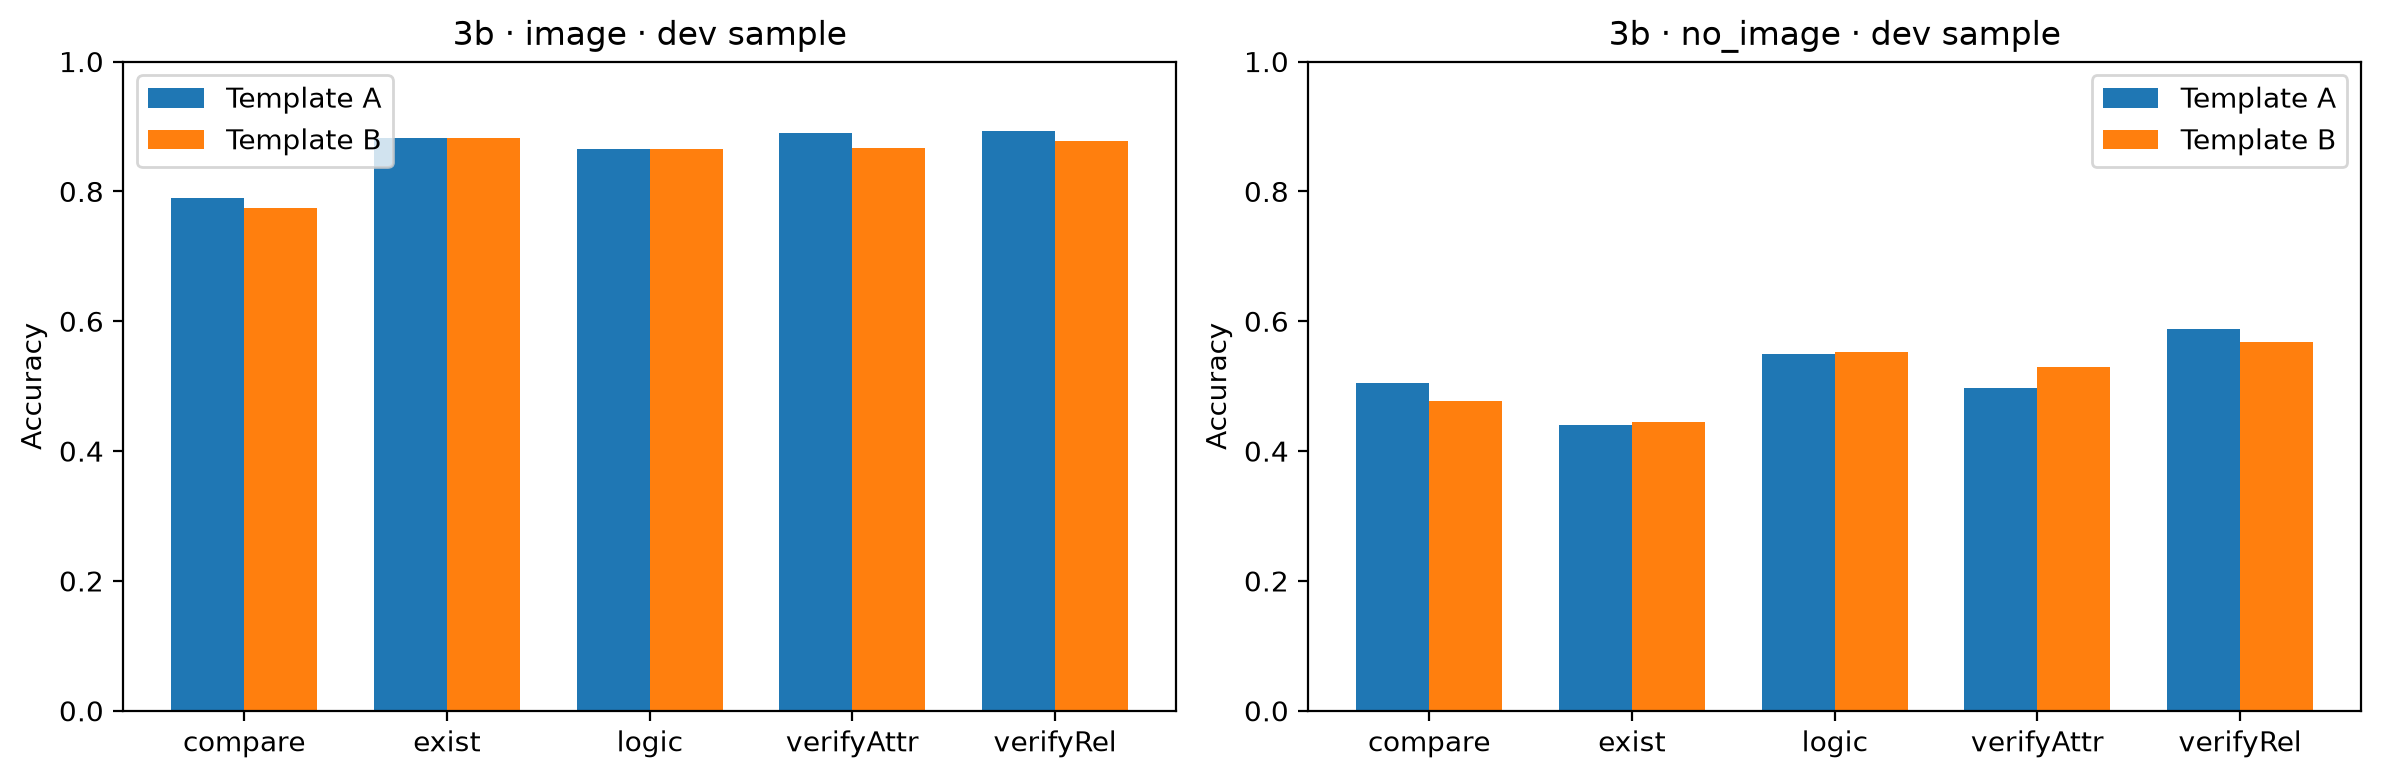 3b · image · dev sample
Accuracy
1.0
0.8
0.6
0.4
0.2
0.0
Template A
Template B
compare exist logic verifyAttr verifyRel
3b · no_image · dev sample
Accuracy
1.0
0.8
0.6
0.4
0.2
0.0
Template A
Template B
compare exist logic verifyAttr verifyRel